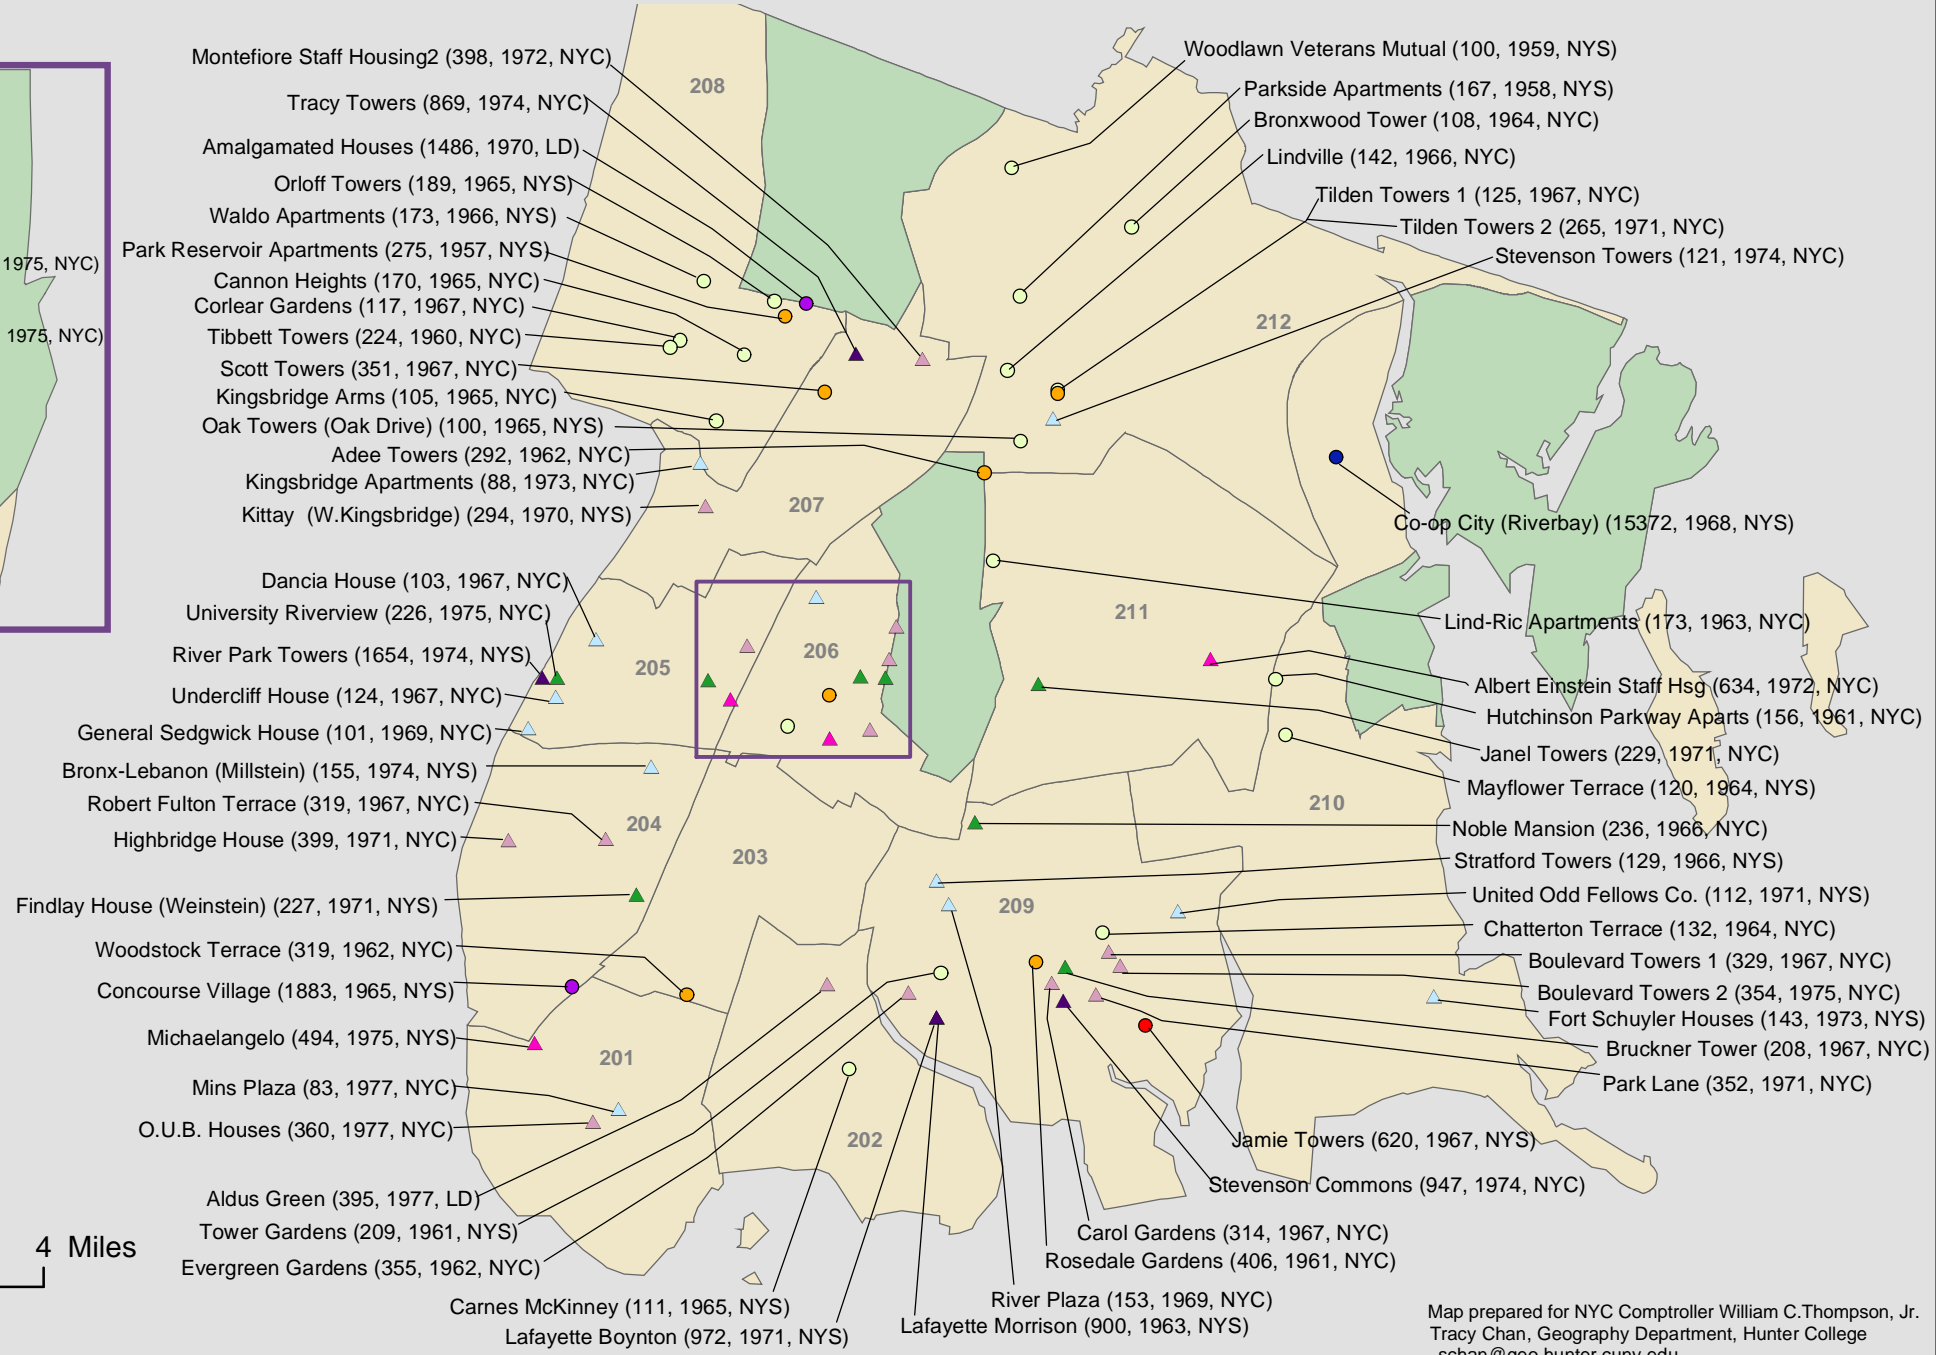 Montefiore Staff Housing2 (398, 1972, NYC)
Tracy Towers (869, 1974, NYC)
Amalgamated Houses (1486, 1970, LD)
Orloff Towers (189, 1965, NYS)
Waldo Apartments (173, 1966, NYS)
Park Reservoir Apartments (275, 1957, NYS)
Cannon Heights (170, 1965, NYC)
Corlear Gardens (117, 1967, NYC)
Tibbett Towers (224, 1960, NYC)
Scott Towers (351, 1967, NYC)
Kingsbridge Arms (105, 1965, NYC)
Oak Towers (Oak Drive) (100, 1965, NYS)
Adee Towers (292, 1962, NYC)
Kingsbridge Apartments (88, 1973, NYC)
Kittay (W.Kingsbridge) (294, 1970, NYS)
Dancia House (103, 1967, NYC)
University Riverview (226, 1975, NYC)
River Park Towers (1654, 1974, NYS)
Undercliff House (124, 1967, NYC)
General Sedgwick House (101, 1969, NYC)
Bronx-Lebanon (Millstein) (155, 1974, NYS)
Robert Fulton Terrace (319, 1967, NYC)
Highbridge House (399, 1971, NYC)
Findlay House (Weinstein) (227, 1971, NYS)
Woodstock Terrace (319, 1962, NYC)
Concourse Village (1883, 1965, NYS)
Michaelangelo (494, 1975, NYS)
Mins Plaza (83, 1977, NYC)
O.U.B. Houses (360, 1977, NYC)
Aldus Green (395, 1977, LD)
Tower Gardens (209, 1961, NYS)
Evergreen Gardens (355, 1962, NYC)
Carnes McKinney (111, 1965, NYS)
Lafayette Boynton (972, 1971, NYS)
1975, NYC)
1975, NYC)
4 Miles
208
212
207
211
206
205
210
204
203
209
201
202
Woodlawn Veterans Mutual (100, 1959, NYS)
Parkside Apartments (167, 1958, NYS)
Bronxwood Tower (108, 1964, NYC)
Lindville (142, 1966, NYC)
Tilden Towers 1 (125, 1967, NYC)
Tilden Towers 2 (265, 1971, NYC)
Stevenson Towers (121, 1974, NYC)
Co-op City (Riverbay) (15372, 1968, NYS)
Lind-Ric Apartments (173, 1963, NYC)
Albert Einstein Staff Hsg (634, 1972, NYC)
Hutchinson Parkway Aparts (156, 1961, NYC)
Janel Towers (229, 1971, NYC)
Mayflower Terrace (120, 1964, NYS)
Noble Mansion (236, 1966, NYC)
Stratford Towers (129, 1966, NYS)
United Odd Fellows Co. (112, 1971, NYS)
Chatterton Terrace (132, 1964, NYC)
Boulevard Towers 1 (329, 1967, NYC)
Boulevard Towers 2 (354, 1975, NYC)
Fort Schuyler Houses (143, 1973, NYS)
Bruckner Tower (208, 1967, NYC)
Park Lane (352, 1971, NYC)
Jamie Towers (620, 1967, NYS)
Stevenson Commons (947, 1974, NYC)
Carol Gardens (314, 1967, NYC)
Rosedale Gardens (406, 1961, NYC)
River Plaza (153, 1969, NYC)
Lafayette Morrison (900, 1963, NYS)
Map prepared for NYC Comptroller William C.Thompson, Jr.
Tracy Chan, Geography Department, Hunter College
schan@geo.hunter.cuny.edu